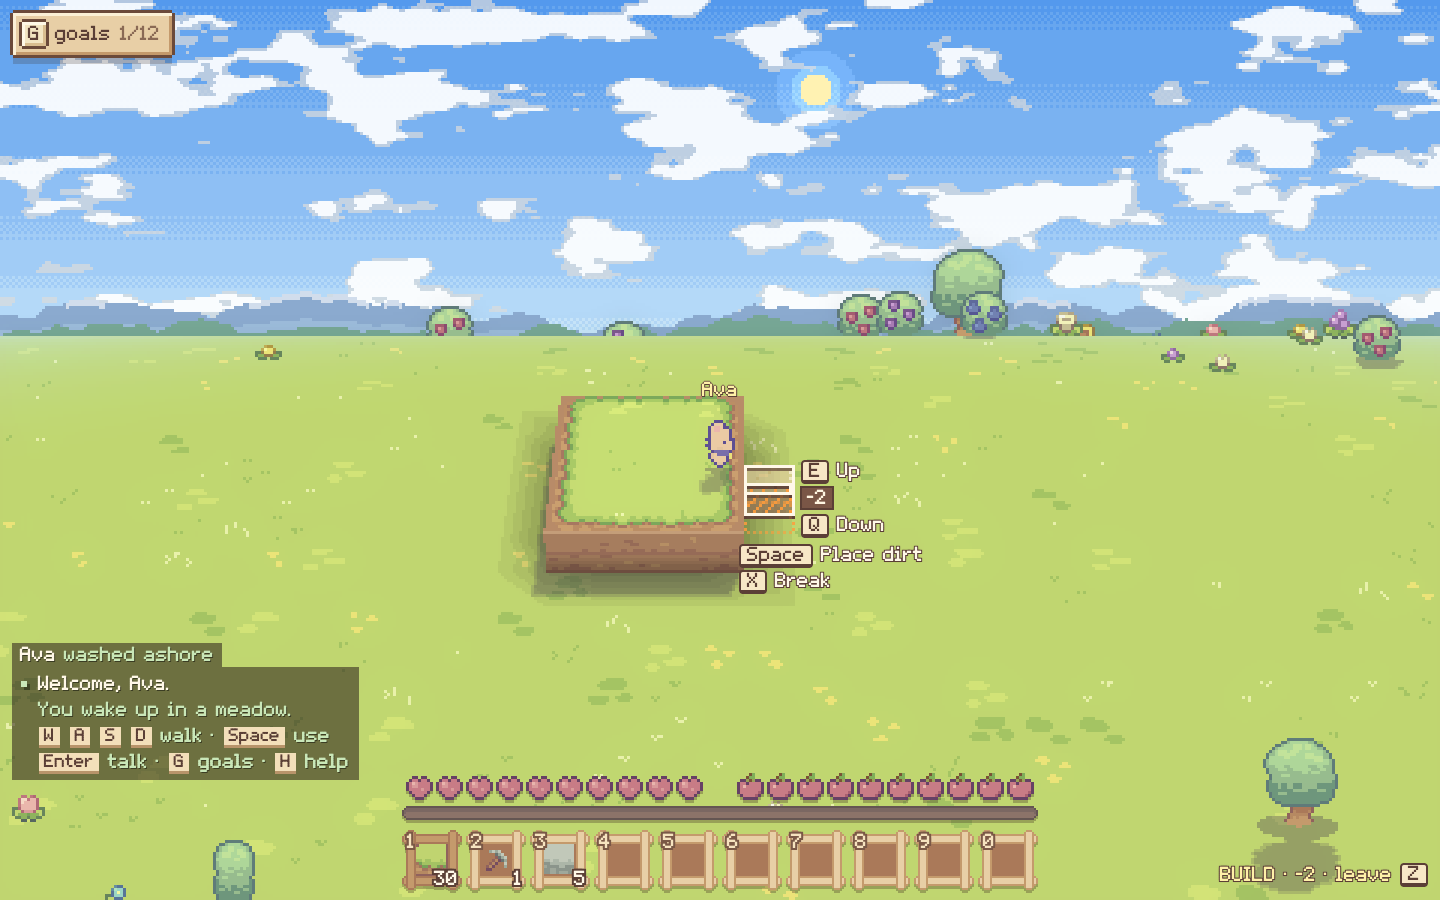 G goals 1/12
Ava
E Up
-2
Q Down
Space Place dirt
X Break
Ava washed ashore
Welcome, Ava.
You wake up in a meadow.
W A S D walk · Space use
Enter talk · G goals · H help
1 2 3 4 5 6 7 8 9 0
30 1 5
BUILD · -2 · leave Z